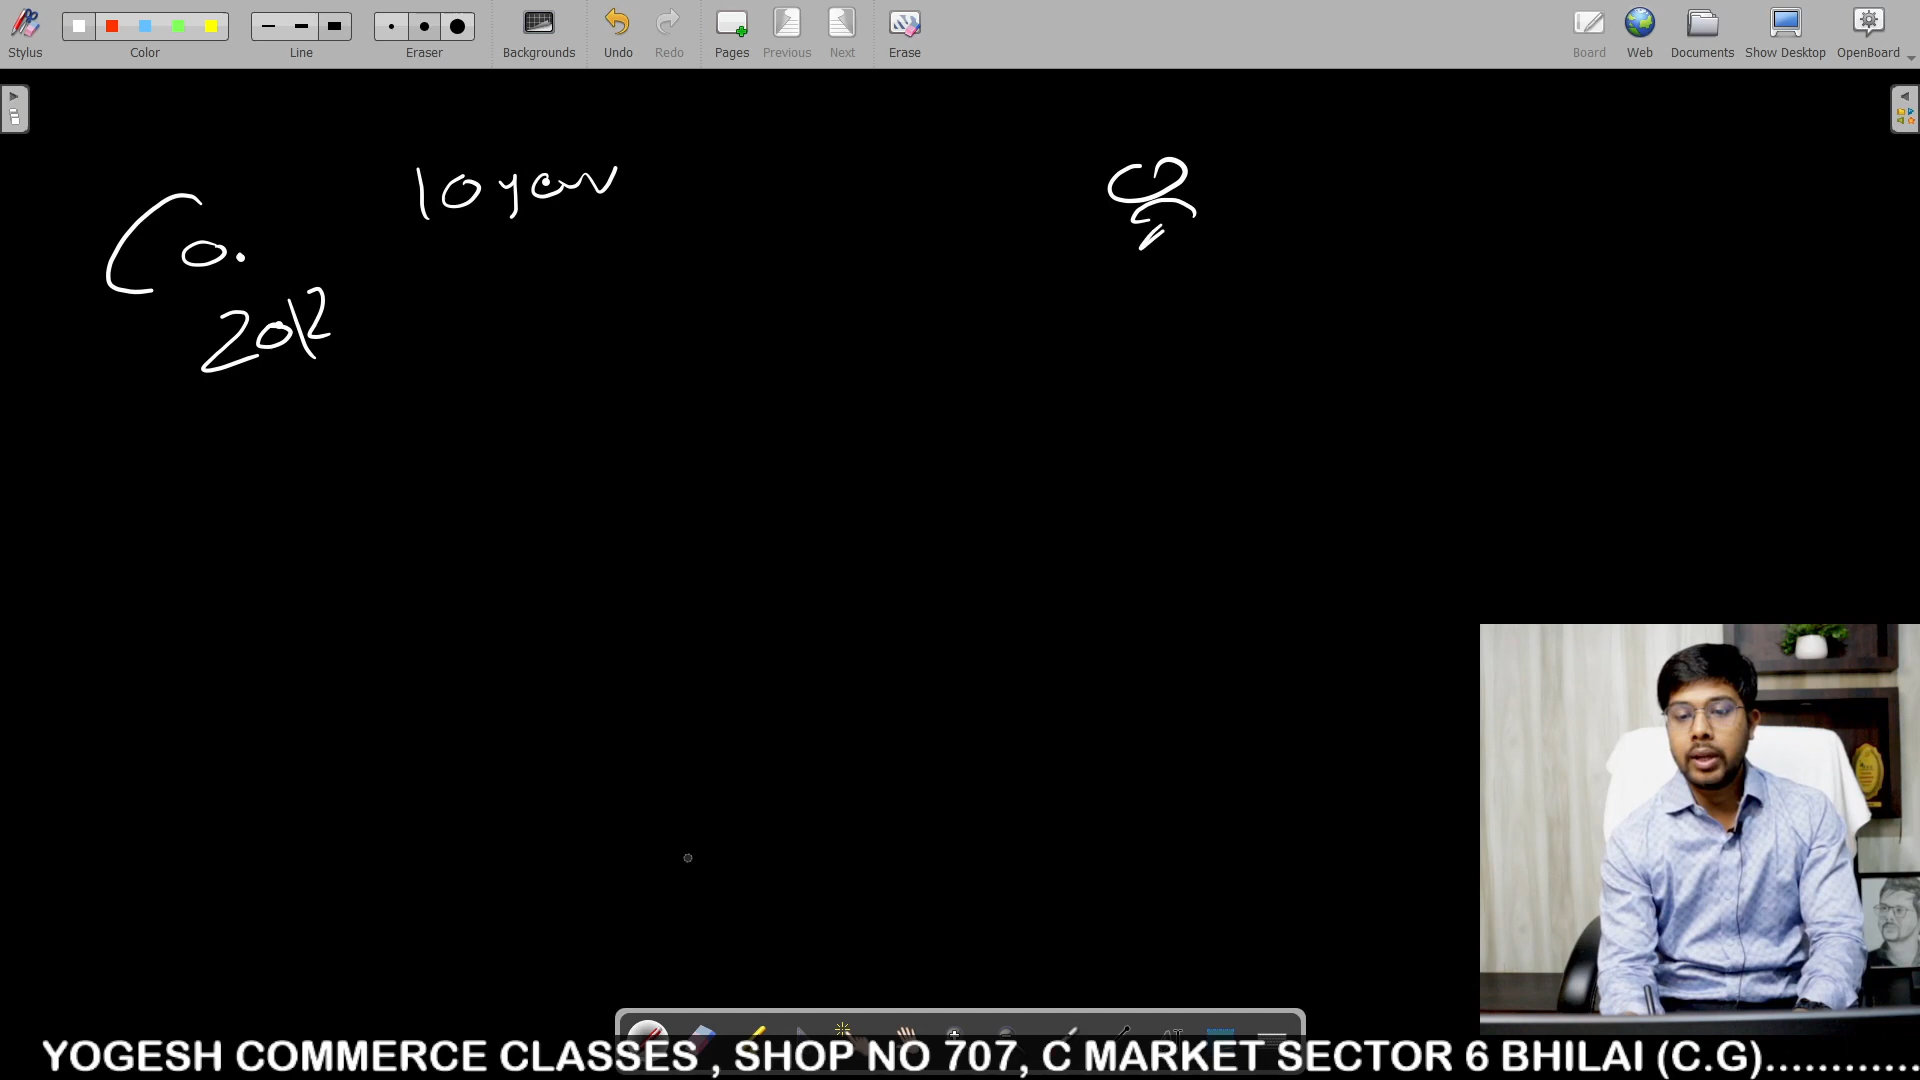 Stylus Color Line Eraser Backgrounds Undo Redo Pages Previous Next Erase Board Web Documents Show Desktop OpenBoard
10 year
Co.
2012
YOGESH COMMERCE CLASSES , SHOP NO 707, C MARKET SECTOR 6 BHILAI (C.G)............